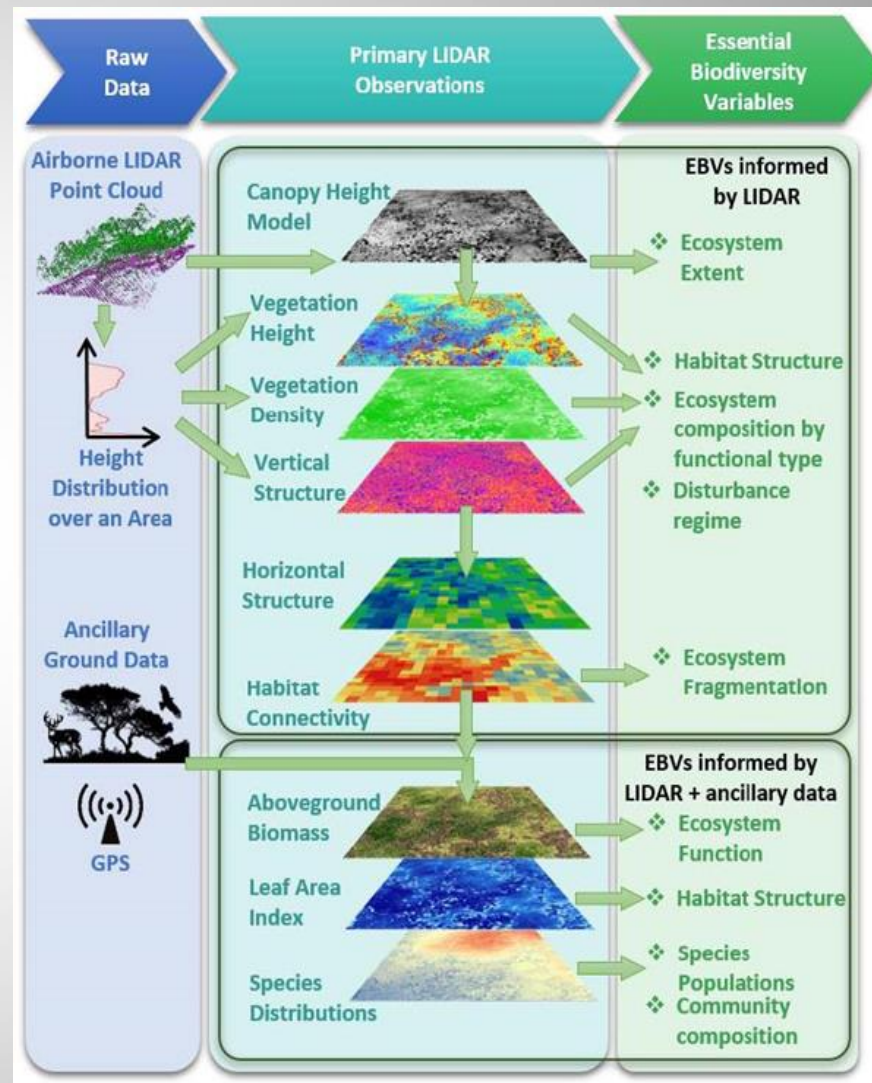 Raw
Data
Primary LIDAR
Observations
Essential
Biodiversity
Variables
Airborne LIDAR
Point Cloud
Height
Distribution
over an Area
Ancillary
Ground Data
GPS
Canopy Height
Model
Vegetation
Height
Vegetation
Density
Vertical
Structure
Horizontal
Structure
Habitat
Connectivity
Aboveground
Biomass
Leaf Area
Index
Species
Distributions
EBVs informed
by LIDAR
❖ Ecosystem
Extent
❖ Habitat Structure
❖ Ecosystem
composition by
functional type
❖ Disturbance
regime
❖ Ecosystem
Fragmentation
EBVs informed by
LIDAR + ancillary data
❖ Ecosystem
Function
❖ Habitat Structure
❖ Species
Populations
❖ Community
composition